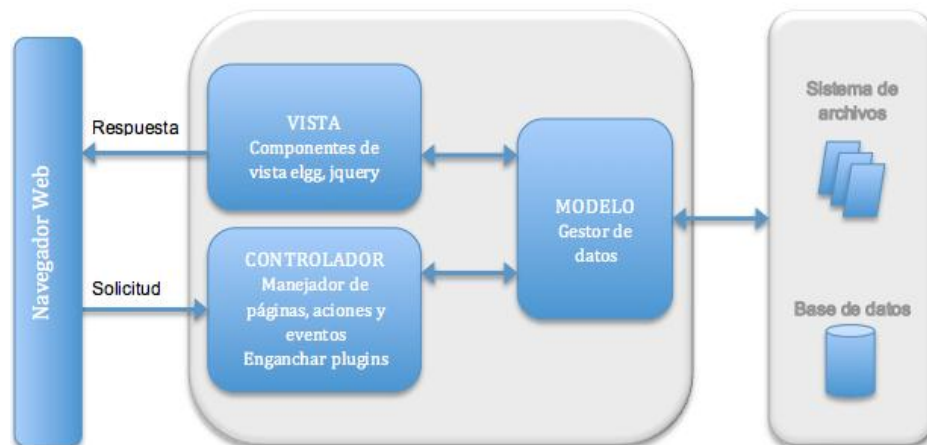 Navegador Web
Respuesta
Solicitud
VISTA
Componentes de
vista elgg, jquery
CONTROLADOR
Manejador de
páginas, aciones y
eventos
Enganchar plugins
MODELO
Gestor de
datos
Sistema de
archivos
Base de datos